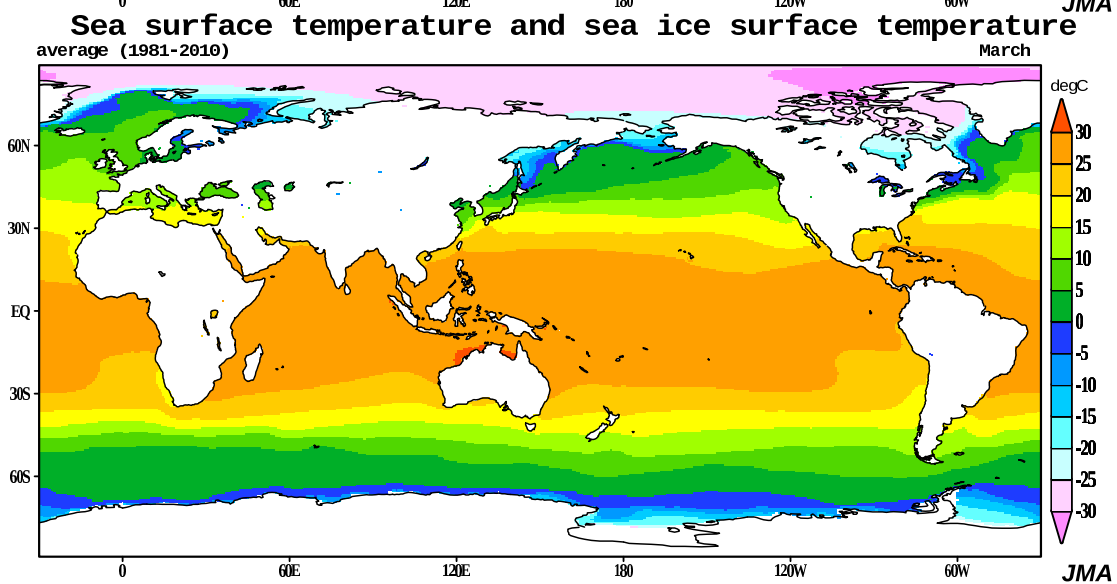 0 60E 120E 180 120W 60W JMA
Sea surface temperature and sea ice surface temperature
average (1981-2010) March
degC
30
25
20
15
10
5
0
-5
-10
-15
-20
-25
-30
60N
30N
EQ
30S
60S
0 60E 120E 180 120W 60W
JMA